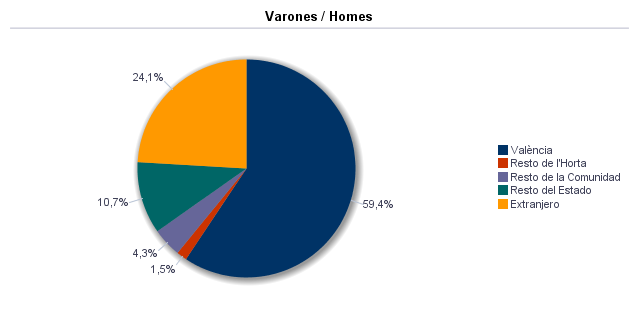 Varones / Homes
24,1%
59,4%
10,7%
4,3%
1,5%
València
Resto de l'Horta
Resto de la Comunidad
Resto del Estado
Extranjero